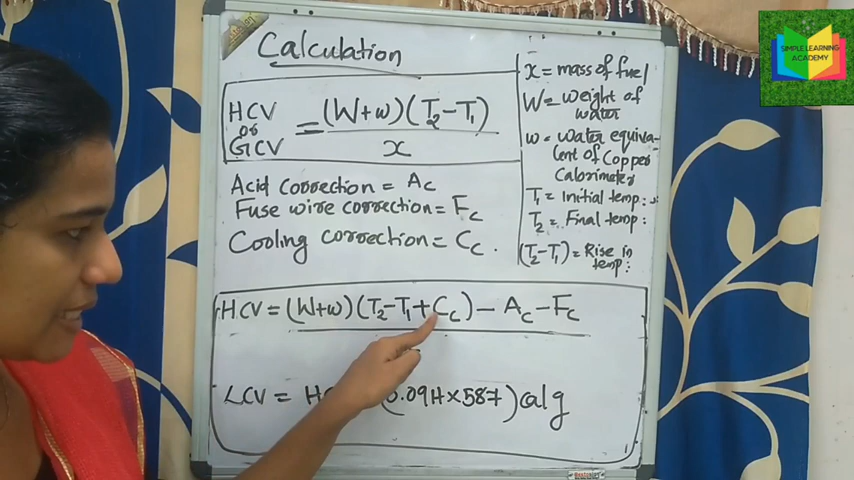 Calculation
HCV
or
GCV
= (W+w)(T2-T1)
x
Acid correction = Ac
Fuse wire correction = Fc
Cooling correction = Cc.
x = mass of fuel
W = weight of
water
w = water equiva-
lent of Copper
Calorimeter
T1 = Initial temp:
T2 = Final temp:
(T2-T1) = Rise in
temp:
HCV = (W+w)(T2-T1+Cc) - Ac - Fc
LCV = (0.09H×587) cal g
SIMPLE LEARNING
ACADEMY